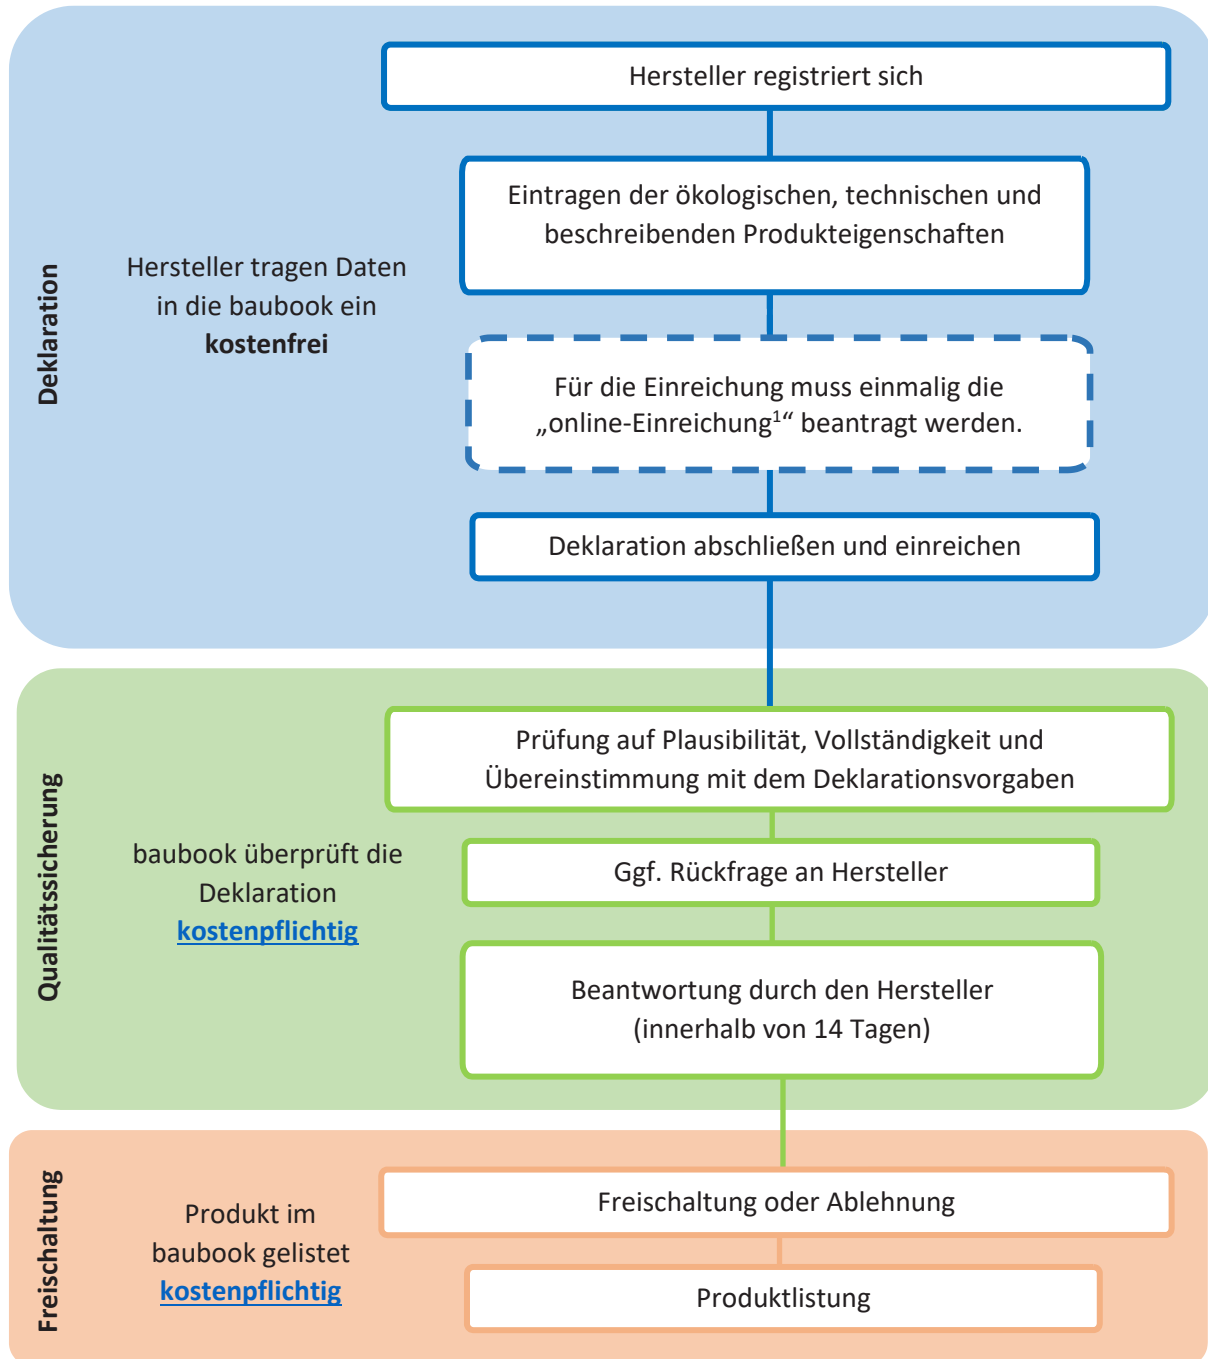 Deklaration
Hersteller tragen Daten
in die baubook ein
kostenfrei
Hersteller registriert sich
Eintragen der ökologischen, technischen und
beschreibenden Produkteigenschaften
Für die Einreichung muss einmalig die
„online-Einreichung¹“ beantragt werden.
Deklaration abschließen und einreichen
Qualitätssicherung
baubook überprüft die
Deklaration
kostenpflichtig
Prüfung auf Plausibilität, Vollständigkeit und
Übereinstimmung mit dem Deklarationsvorgaben
Ggf. Rückfrage an Hersteller
Beantwortung durch den Hersteller
(innerhalb von 14 Tagen)
Freischaltung
Produkt im
baubook gelistet
kostenpflichtig
Freischaltung oder Ablehnung
Produktlistung